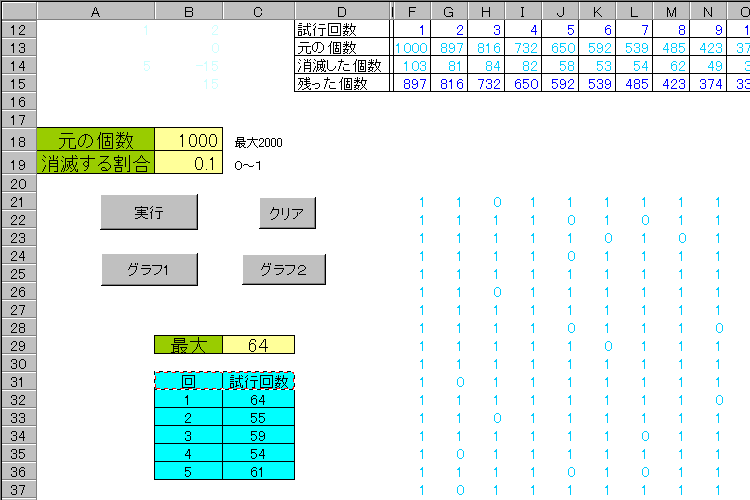 A B C D F G H I J K L M N O
12 1 2 試行回数 1 2 3 4 5 6 7 8 9 1
13 0 元の個数 1000 897 816 732 650 592 539 485 423 37
14 5 -15 消滅した個数 103 81 84 82 58 53 54 62 49 3
15 15 残った個数 897 816 732 650 592 539 485 423 374 33
16
17
18 元の個数 1000 最大2000
19 消滅する割合 0.1 0～1
20
21 実行 クリア 1 1 0 1 1 1 1 1 1
22 1 1 1 1 0 1 0 1 1
23 1 1 1 1 1 0 1 0 1
24 1 1 1 1 0 1 1 1 1
25 グラフ1 グラフ2 1 1 1 1 1 1 1 1 1
26 1 1 0 1 1 1 1 1 1
27 1 1 1 1 1 1 1 1 1
28 1 1 1 1 0 1 1 1 0
29 最大 64 1 1 1 1 1 0 1 1 1
30 1 1 1 1 1 1 1 1 1
31 回 試行回数 1 0 1 1 1 1 1 1 1
32 1 64 1 1 1 1 1 1 1 1 0
33 2 55 1 1 0 1 1 1 1 1 1
34 3 59 1 1 1 1 1 1 0 1 1
35 4 54 1 0 1 1 1 1 1 1 1
36 5 61 1 1 1 1 0 1 0 1 1
37 1 0 1 1 1 1 1 1 1